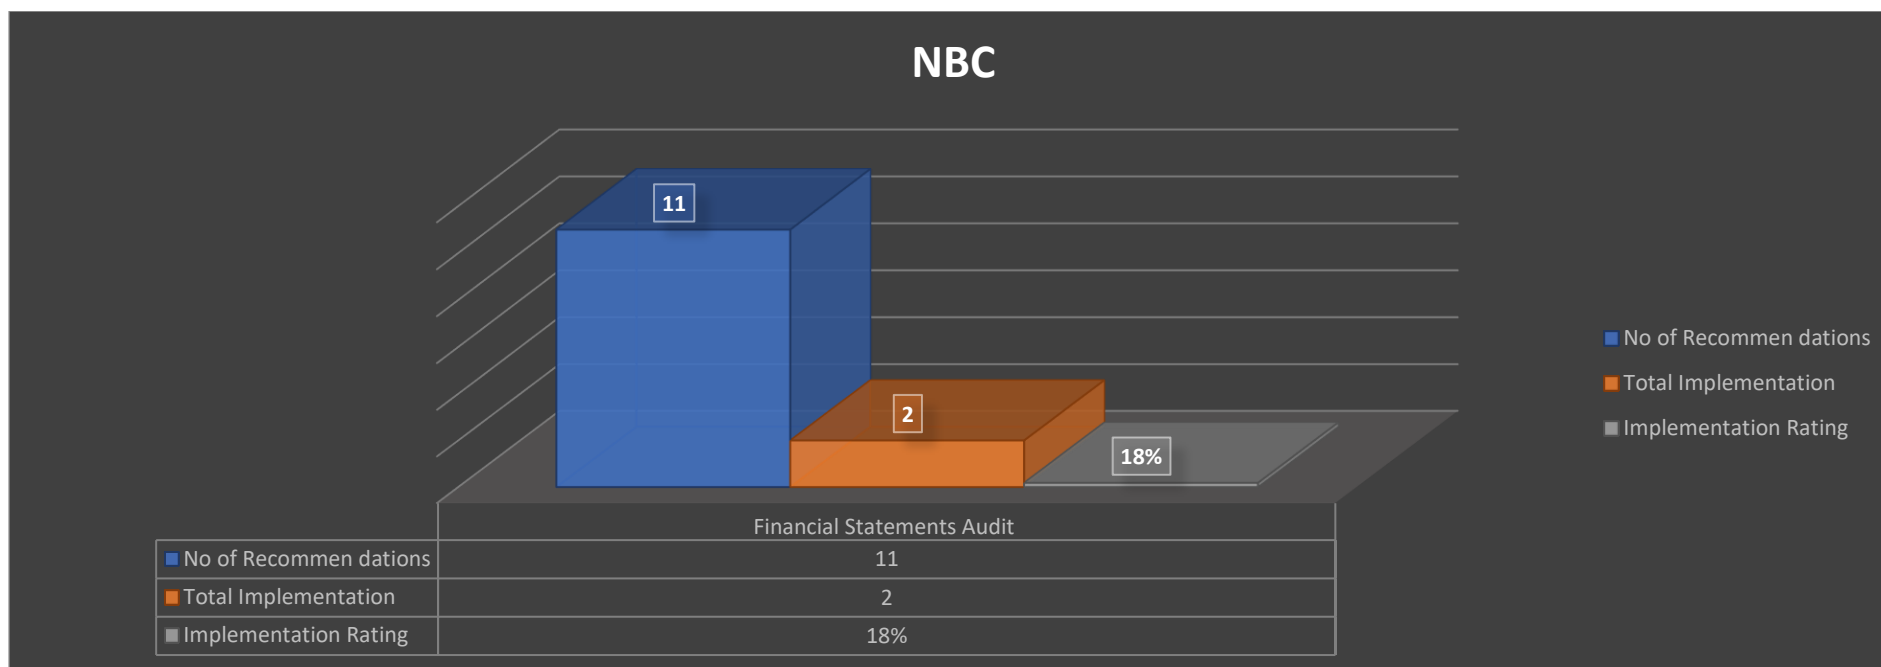 NBC
11
2
18%
No of Recommen dations
Total Implementation
Implementation Rating
Financial Statements Audit
No of Recommen dations 11
Total Implementation 2
Implementation Rating 18%